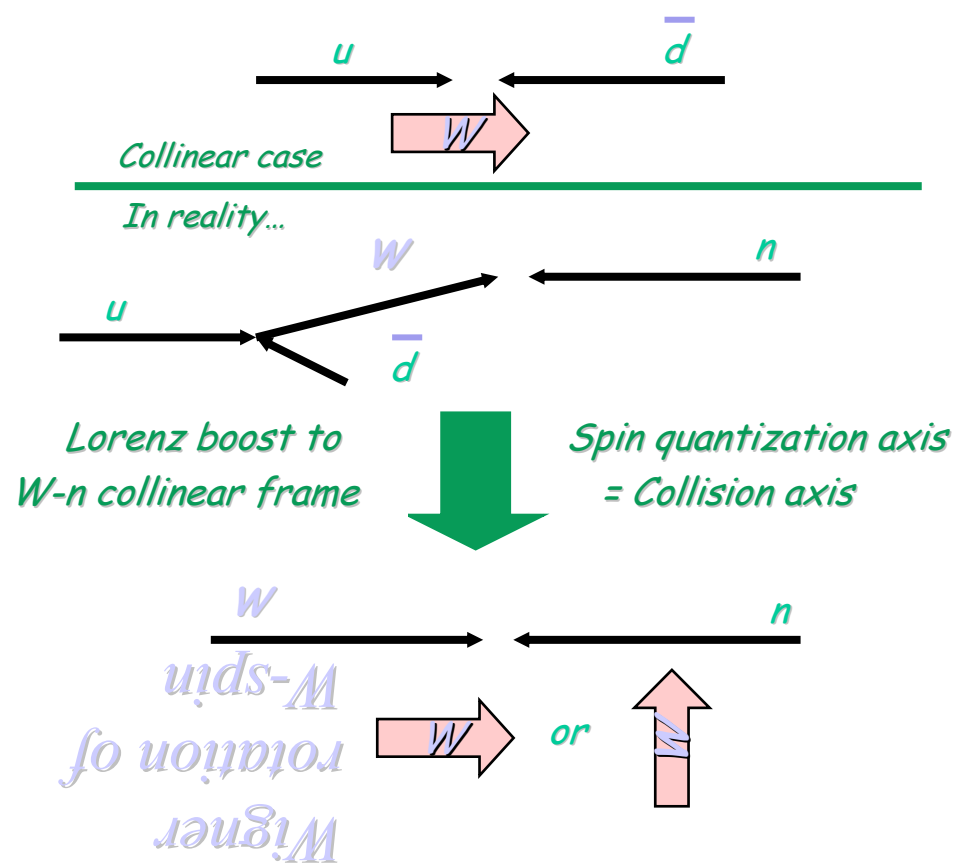 u
d̅
W
Collinear case
In reality...
W
n
u
d̅
Lorenz boost to
W-n collinear frame
Spin quantization axis
= Collision axis
W
n
Wigner
rotation of
W-spin
W
or
W